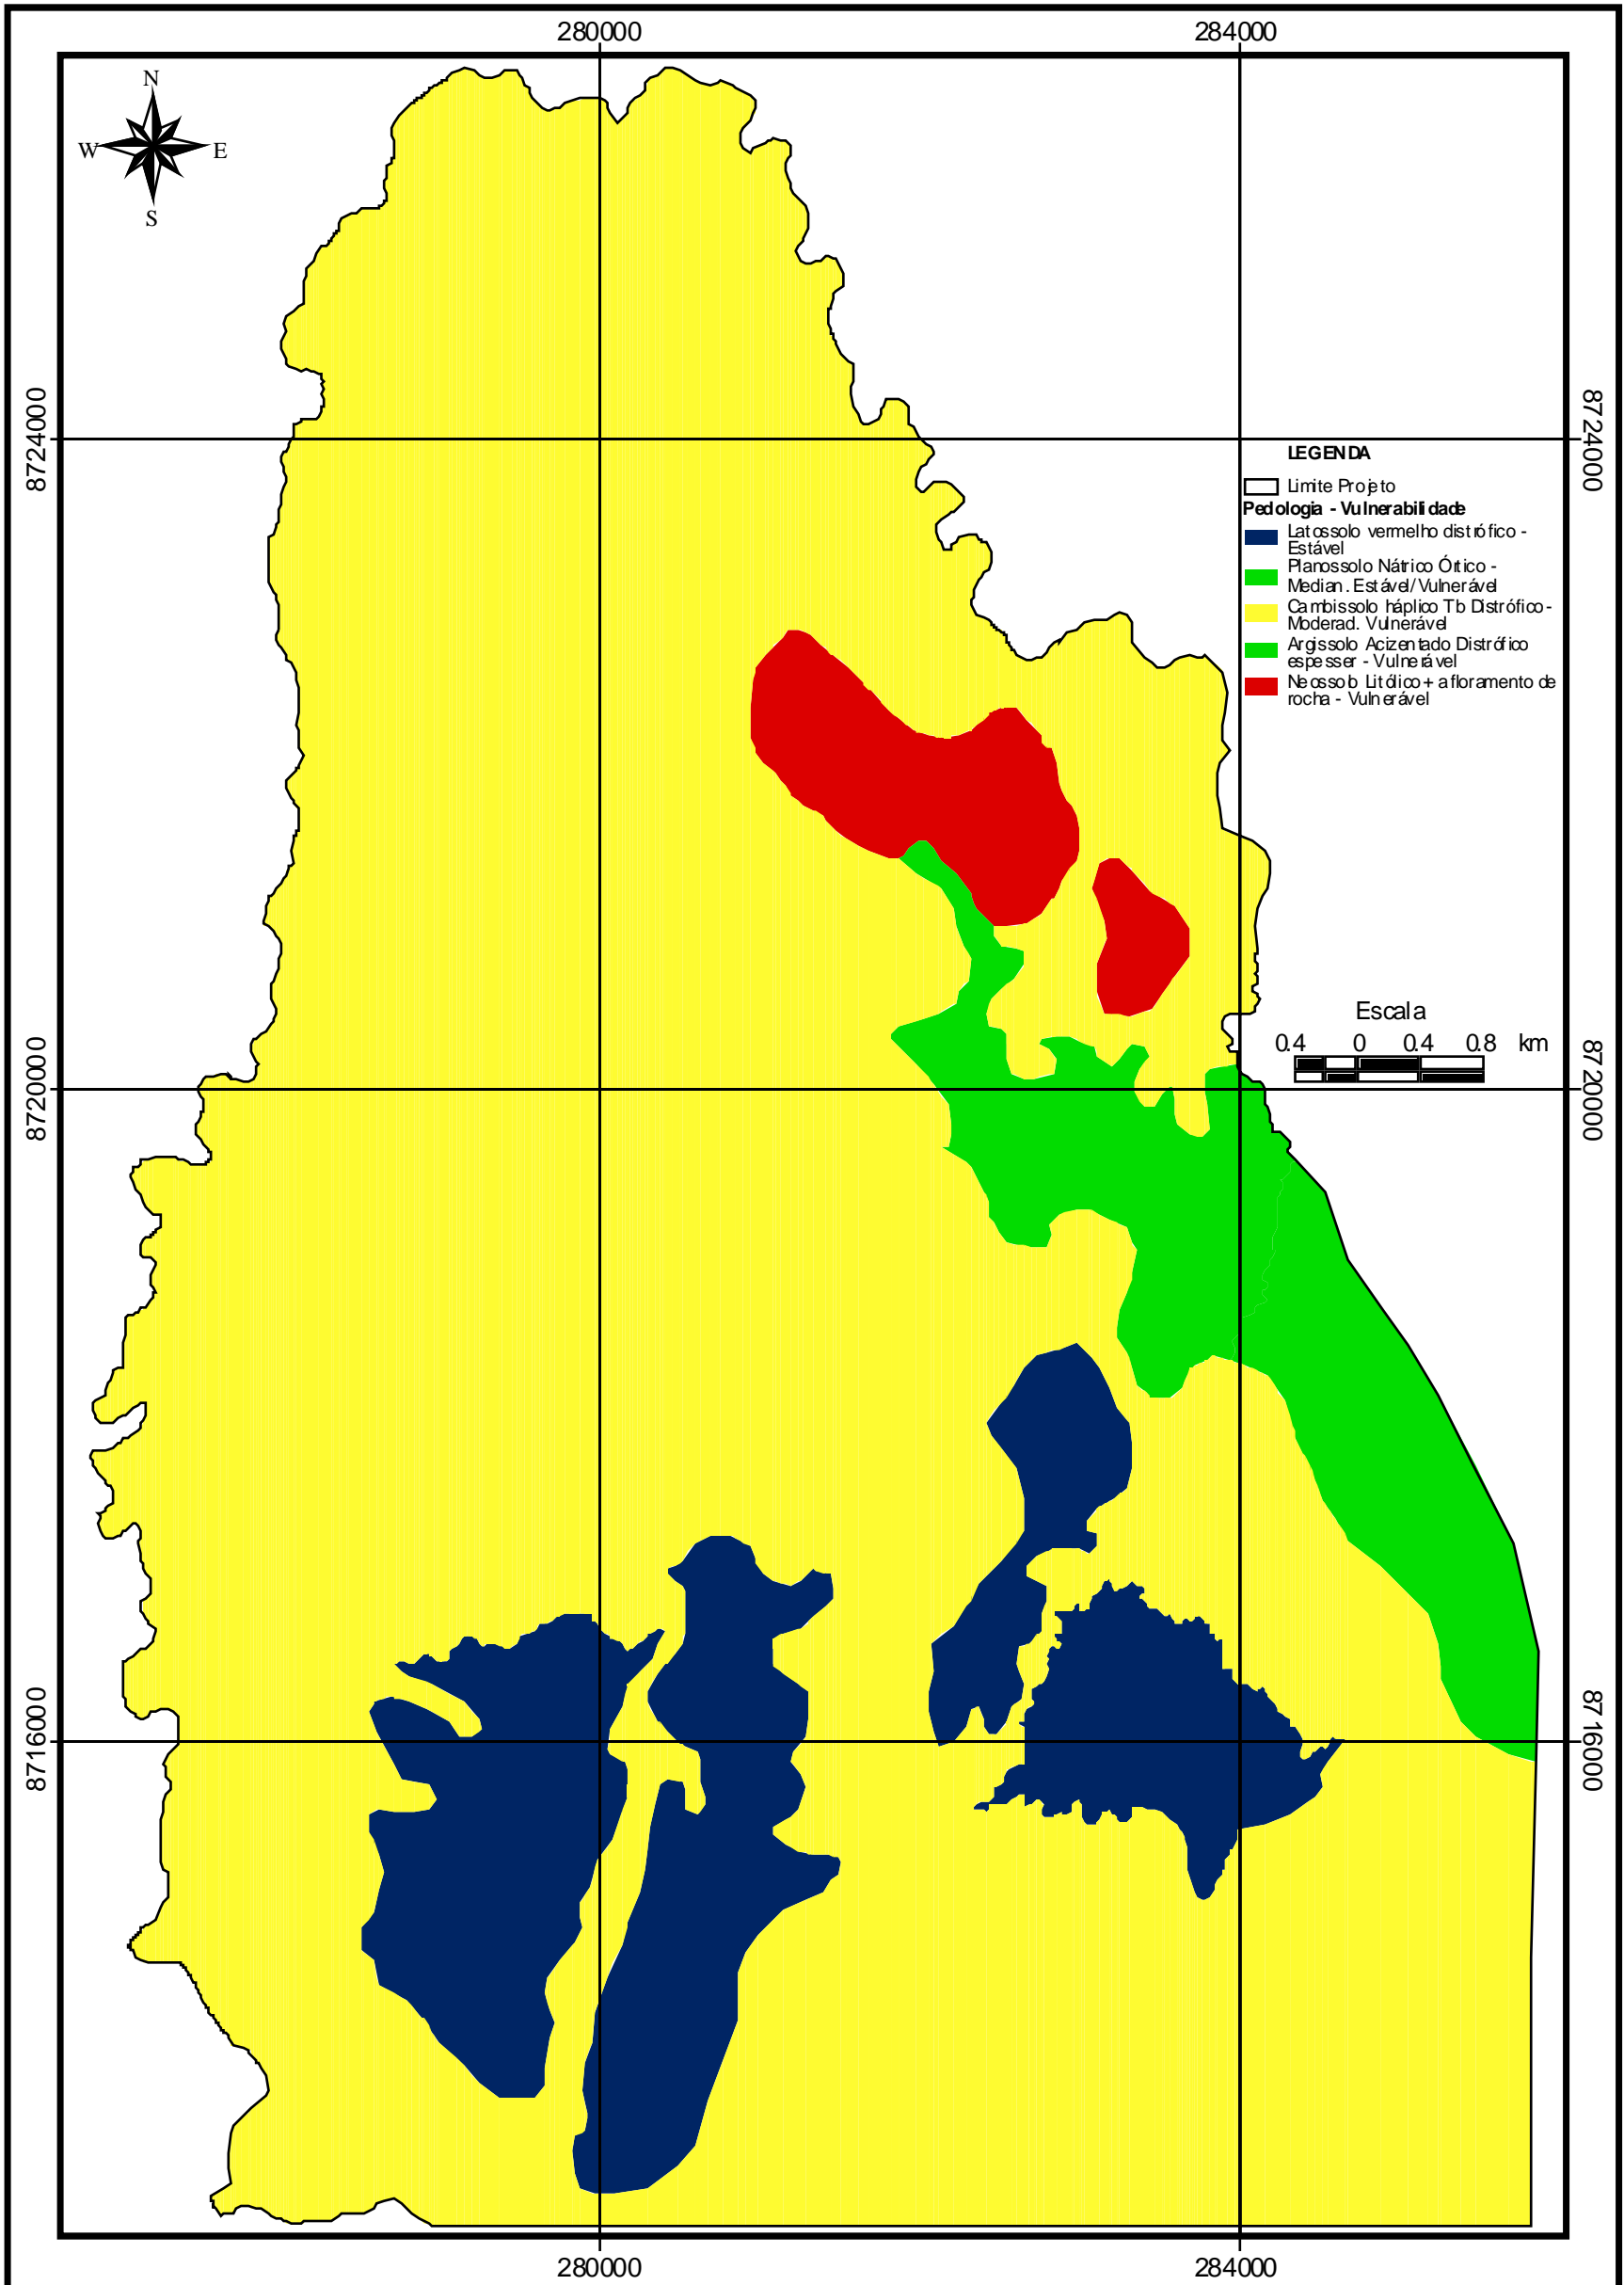 280000
284000
N
W
E
S
8724000
8724000
LEGENDA
Limite Projeto
Pedologia - Vulnerabilidade
Latossolo vermelho distrófico -
Estável
Planossolo Nátrico Órtico -
Median. Estável/Vulnerável
Cambissolo háplico Tb Distrófico -
Moderad. Vulnerável
Argissolo Acizentado Distrófico
espesser - Vulnerável
Neossolo Litólico + afloramento de
rocha - Vulnerável
Escala
0.4 0 0.4 0.8 km
8720000
8720000
8716000
8716000
280000
284000